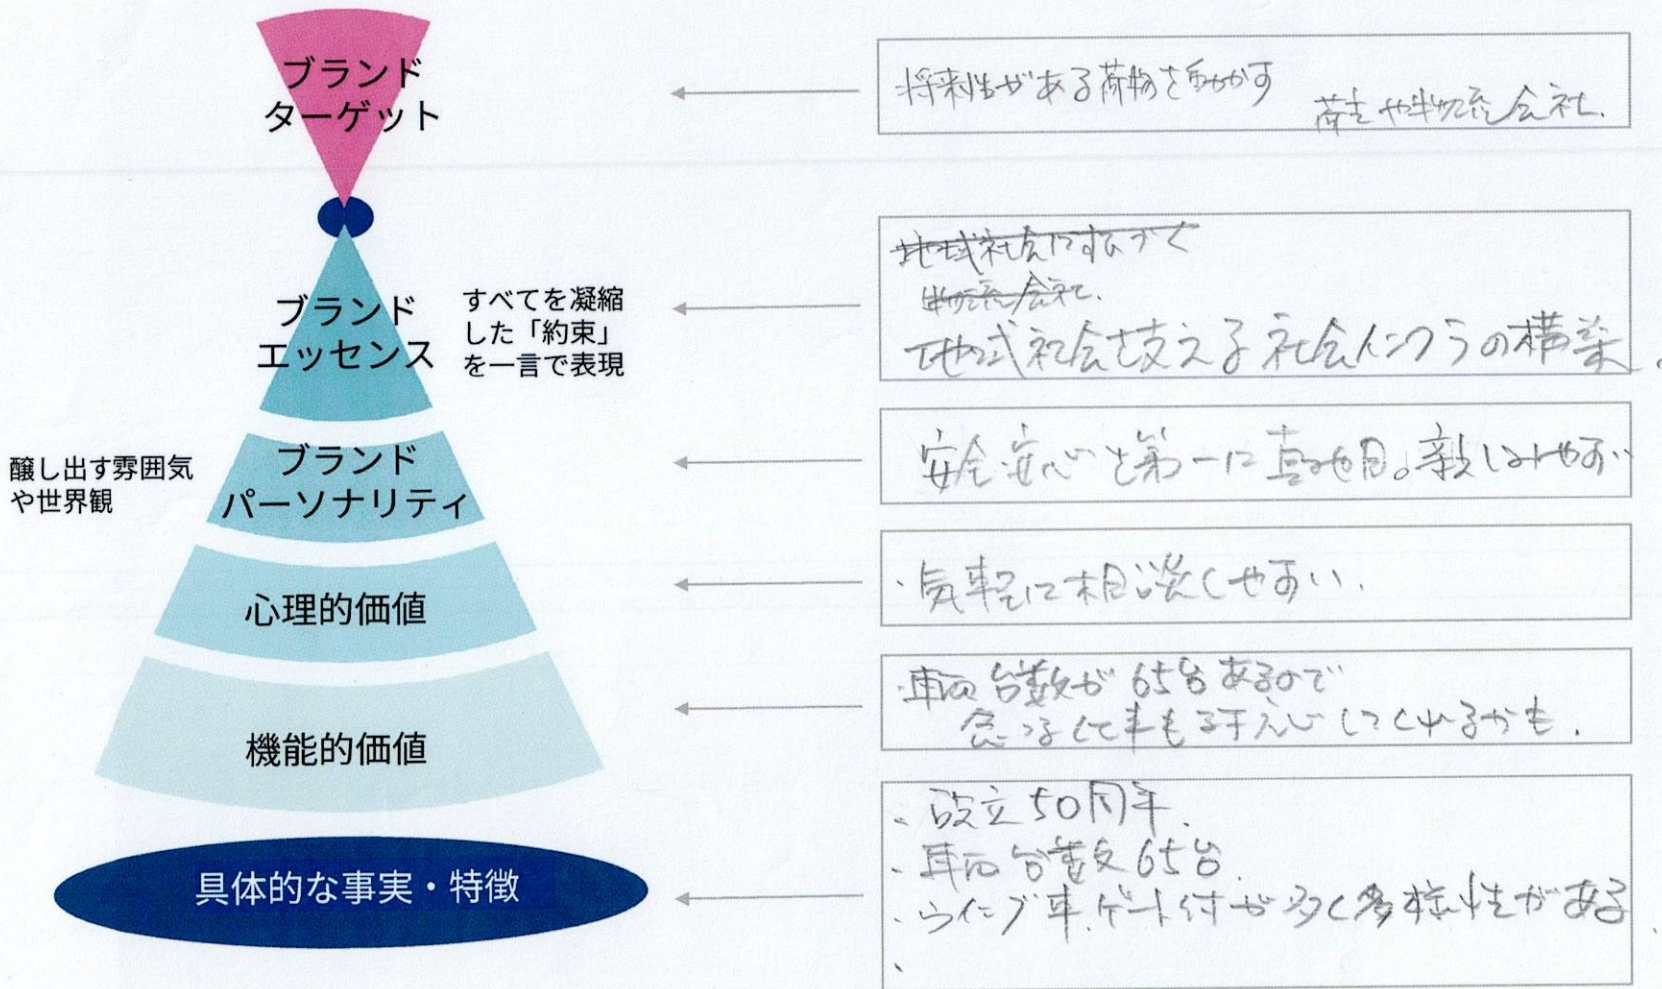 ブランド
ターゲット
将来性がある荷物を動かす
荷主や物流会社.
ブランド
エッセンス
すべてを凝縮
した「約束」
を一言で表現
地域社会にすムづく
物流会社.
地域社会を支える社会インフラの構築.
醸し出す雰囲気
や世界観
ブランド
パーソナリティ
安全・安心を第一に真面目。親しみやすい
心理的価値
・気軽に相談しやすい.
機能的価値
・車両台数が65台あるので
急な仕事も対応してくれるかも.
具体的な事実・特徴
・設立50周年.
・車両台数65台.
・ウイング車.ゲート付が多く多様性がある.
・